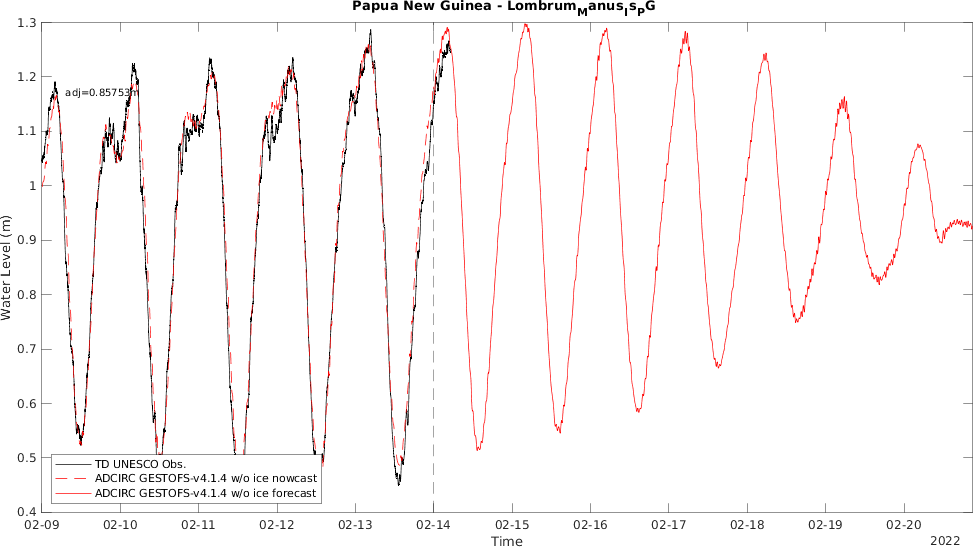 Papua New Guinea - LombrumManusIsPG
1.3
1.2
1.1
1
0.9
0.8
0.7
0.6
0.5
0.4
Water Level (m)
adj=0.85753m
TD UNESCO Obs.
ADCIRC GESTOFS-v4.1.4 w/o ice nowcast
ADCIRC GESTOFS-v4.1.4 w/o ice forecast
02-09 02-10 02-11 02-12 02-13 02-14 02-15 02-16 02-17 02-18 02-19 02-20
Time
2022